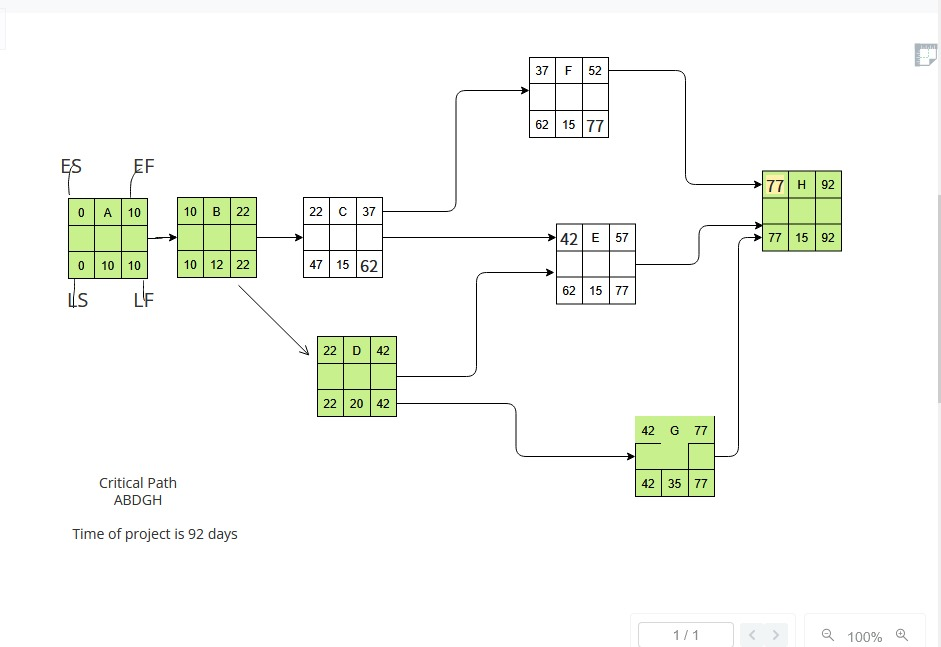 37 F 52
62 15 77
ES EF
0 A 10
0 10 10
LS LF
10 B 22
10 12 22
22 C 37
47 15 62
42 E 57
62 15 77
77 H 92
77 15 92
22 D 42
22 20 42
42 G 77
42 35 77
Critical Path
ABDGH
Time of project is 92 days
1 / 1
100%